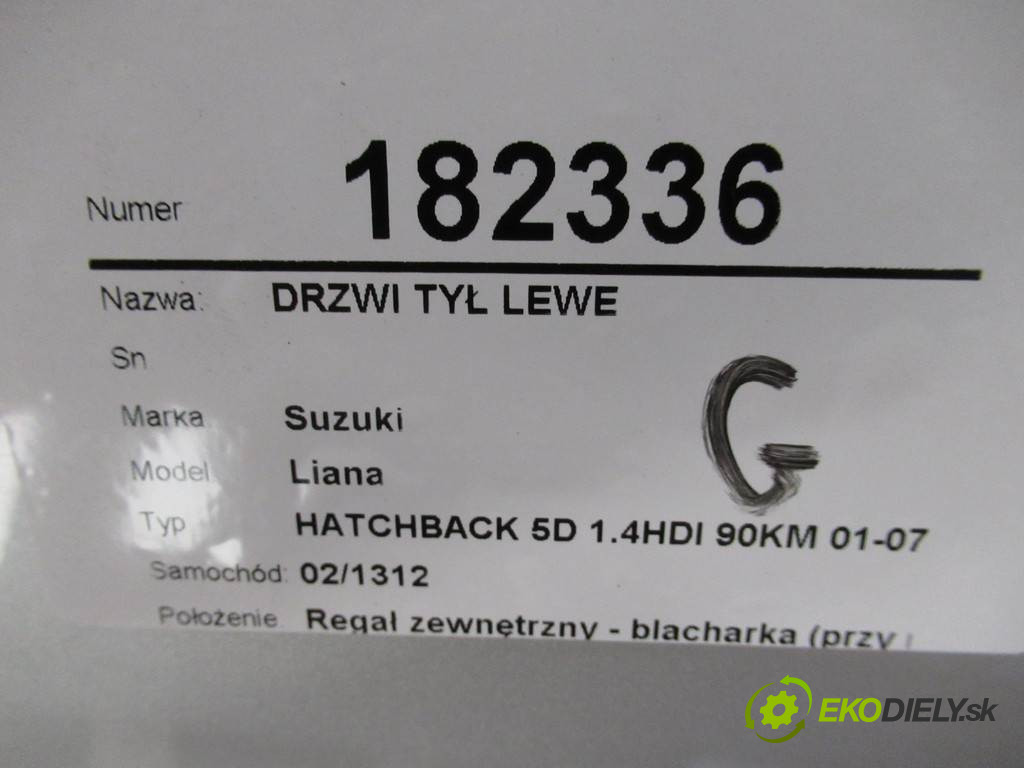 Numer 182336
Nazwa: DRZWI TYŁ LEWE
Sn
Marka Suzuki
G
Model Liana
Typ HATCHBACK 5D 1.4HDI 90KM 01-07
Samochód: 02/1312
Położenie Regał zewnętrzny - blacharka (przy
EKODIELY.sk